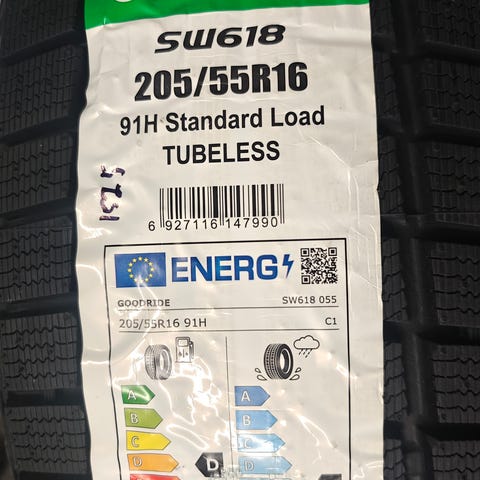 SW618
205/55R16
91H Standard Load
TUBELESS
6 927116 147990
ENERG
GOODRIDE SW618 055
205/55R16 91H C1
A A
B B
C C
D D D